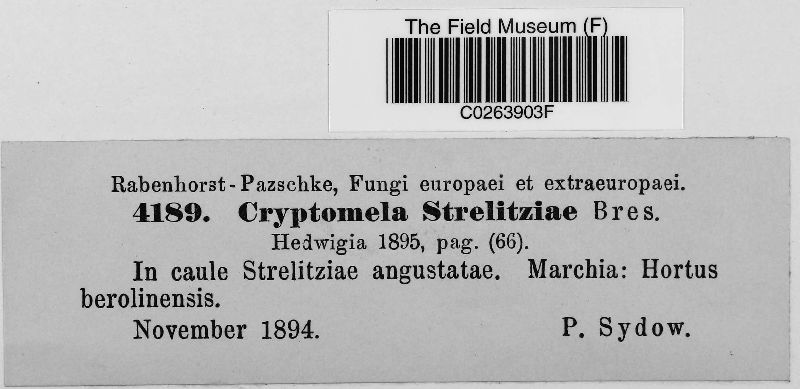 The Field Museum (F)
C0263903F
Rabenhorst-Pazschke, Fungi europaei et extraeuropaei.
4189. Cryptomela Strelitziae Bres.
Hedwigia 1895, pag. (66).
In caule Strelitziae angustatae. Marchia: Hortus
berolinensis.
November 1894. P. Sydow.